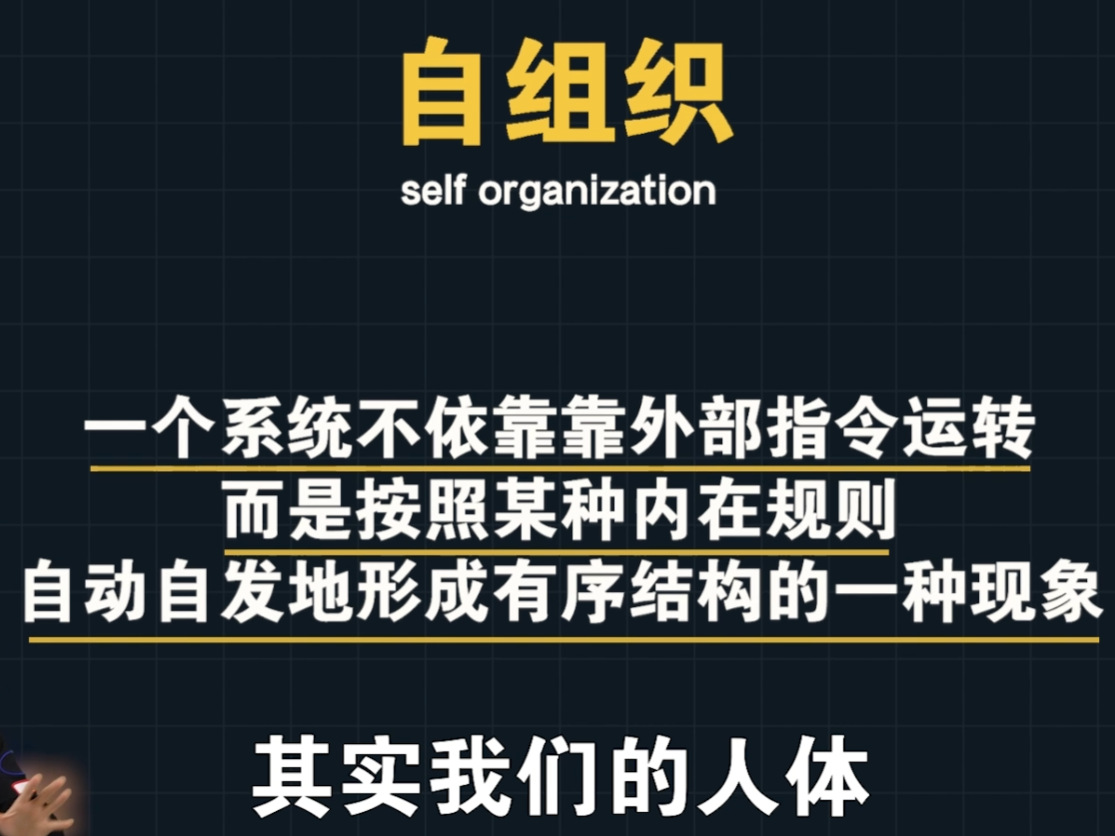 自组织
self organization
一个系统不依靠靠外部指令运转
而是按照某种内在规则
自动自发地形成有序结构的一种现象
其实我们的人体